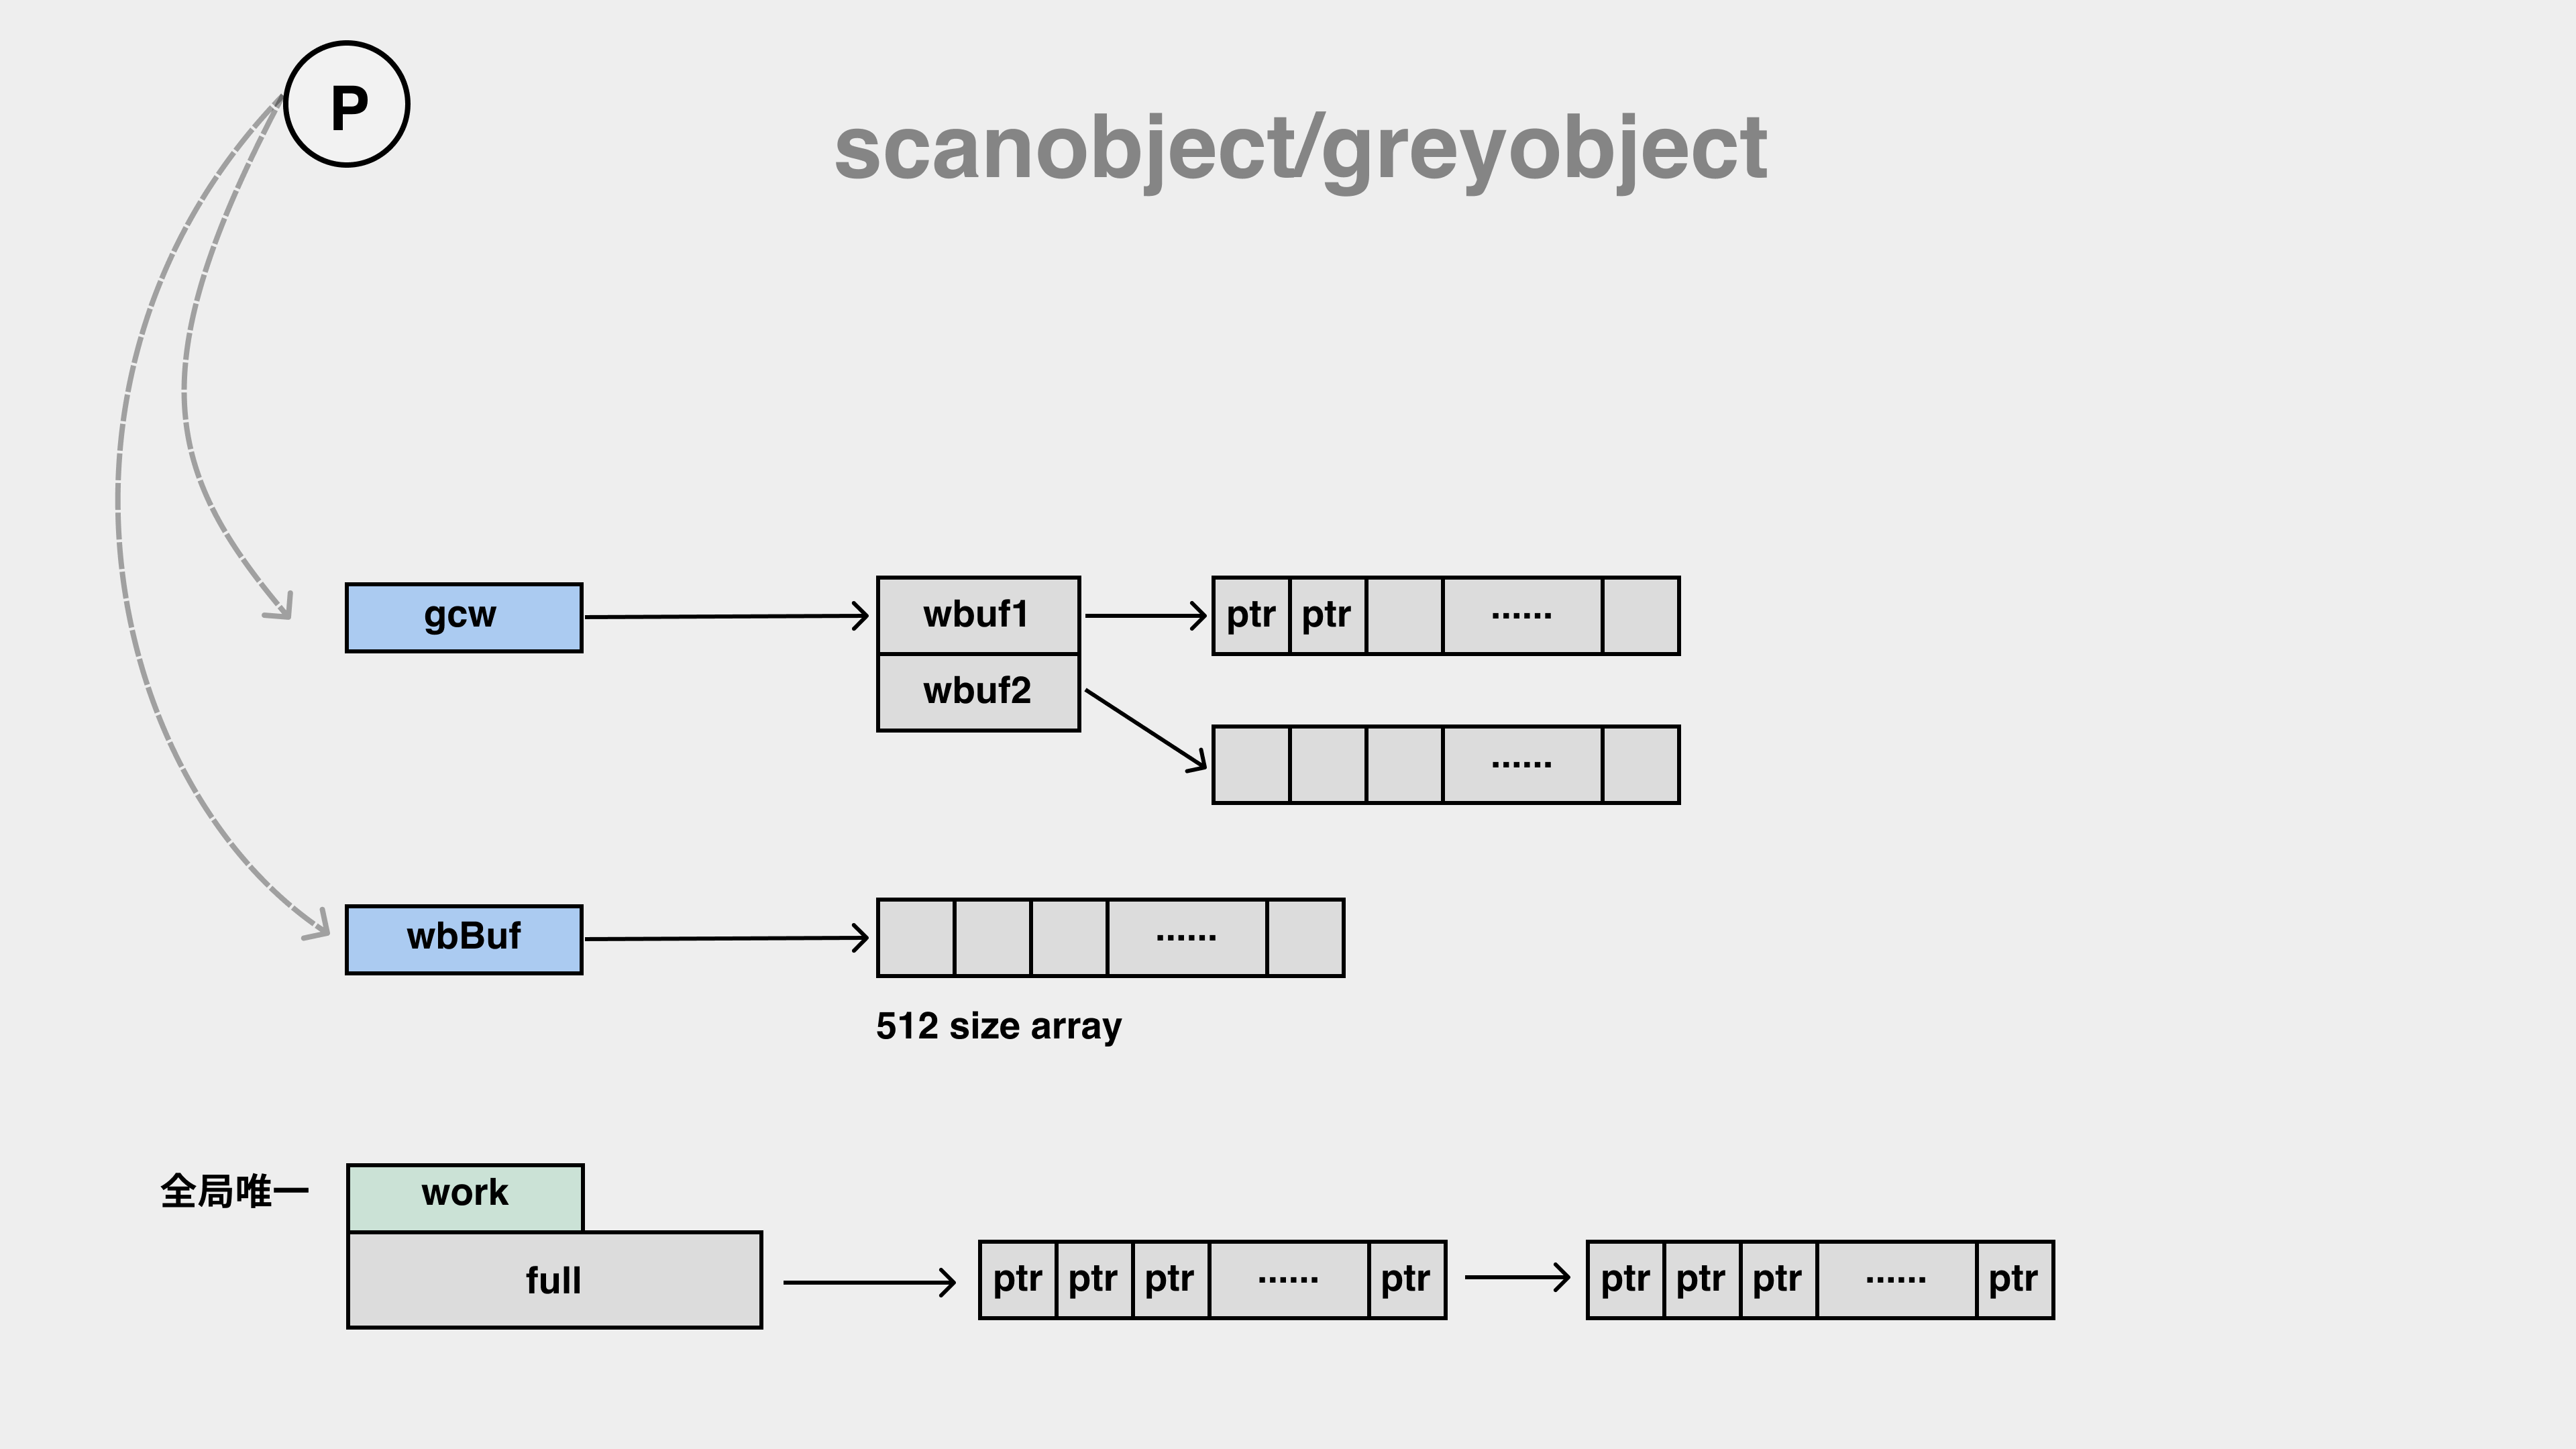 P
scanobject/greyobject
gcw
wbuf1
ptr ptr ......
wbuf2
......
wbBuf
......
512 size array
全局唯一
work
full
ptr ptr ptr ...... ptr
ptr ptr ptr ...... ptr